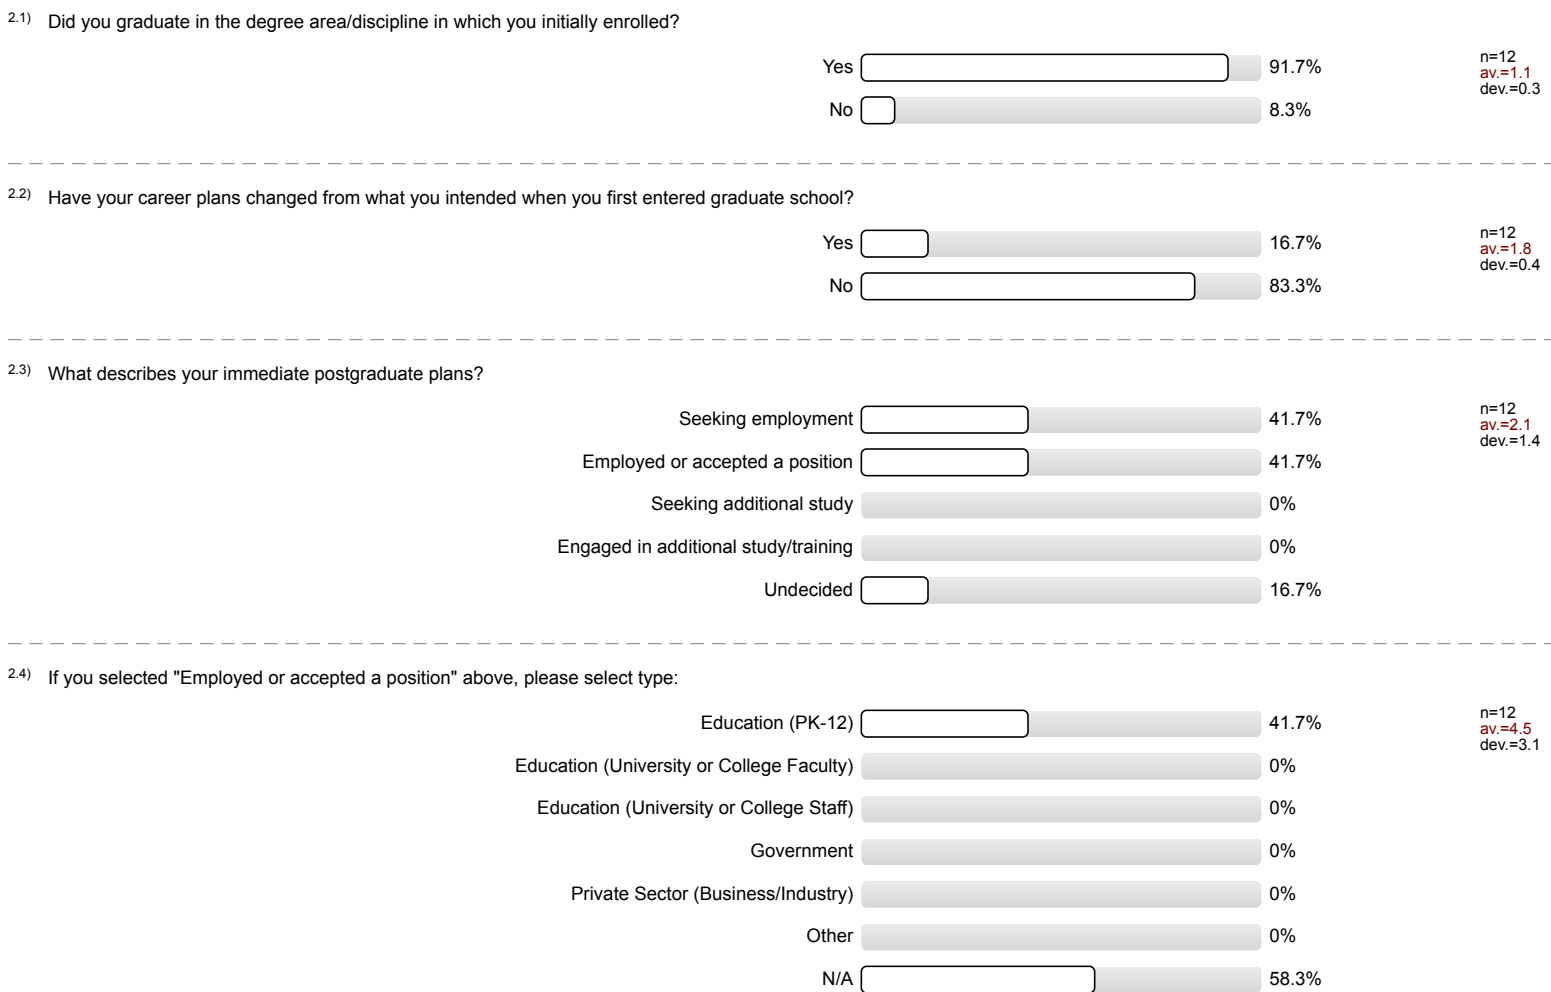 2.1) Did you graduate in the degree area/discipline in which you initially enrolled?
Yes 91.7%
n=12
av.=1.1
dev.=0.3
No 8.3%
2.2) Have your career plans changed from what you intended when you first entered graduate school?
Yes 16.7%
n=12
av.=1.8
dev.=0.4
No 83.3%
2.3) What describes your immediate postgraduate plans?
Seeking employment 41.7%
n=12
av.=2.1
dev.=1.4
Employed or accepted a position 41.7%
Seeking additional study 0%
Engaged in additional study/training 0%
Undecided 16.7%
2.4) If you selected "Employed or accepted a position" above, please select type:
Education (PK-12) 41.7%
n=12
av.=4.5
dev.=3.1
Education (University or College Faculty) 0%
Education (University or College Staff) 0%
Government 0%
Private Sector (Business/Industry) 0%
Other 0%
N/A 58.3%